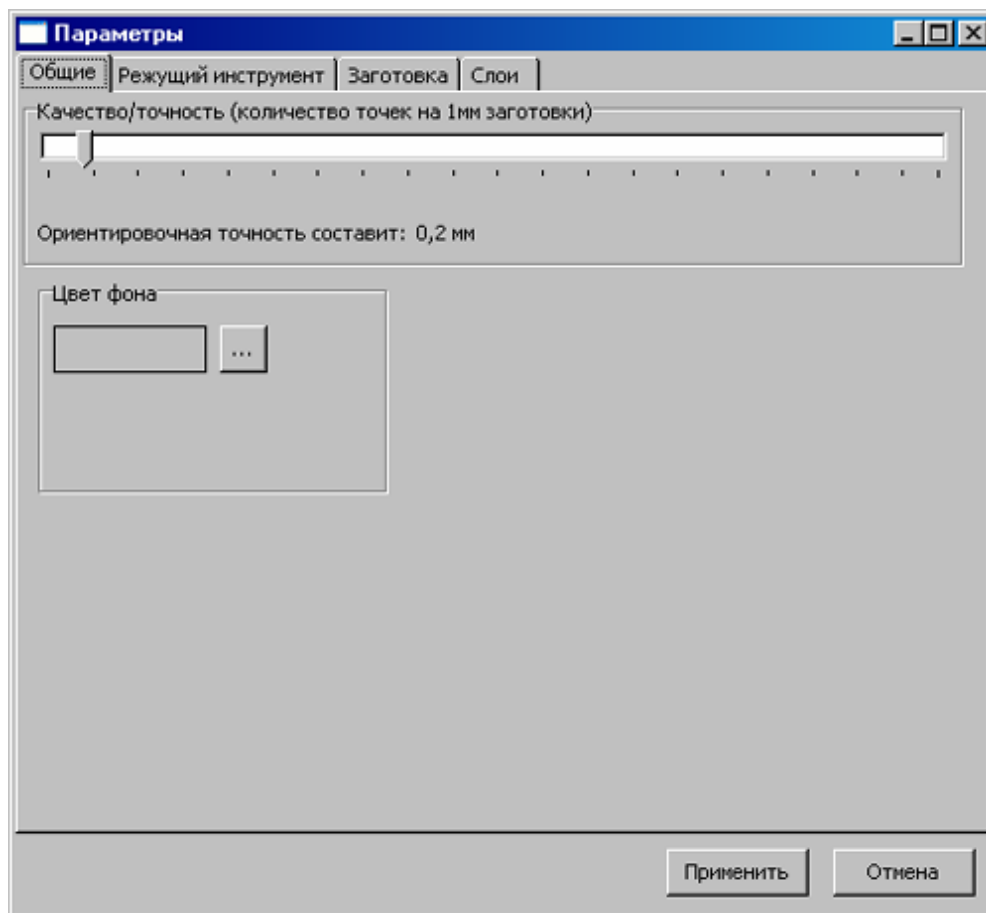 Параметры
Общие Режущий инструмент Заготовка Слои
Качество/точность (количество точек на 1мм заготовки)
Ориентировочная точность составит: 0,2 мм
Цвет фона
...
Применить Отмена